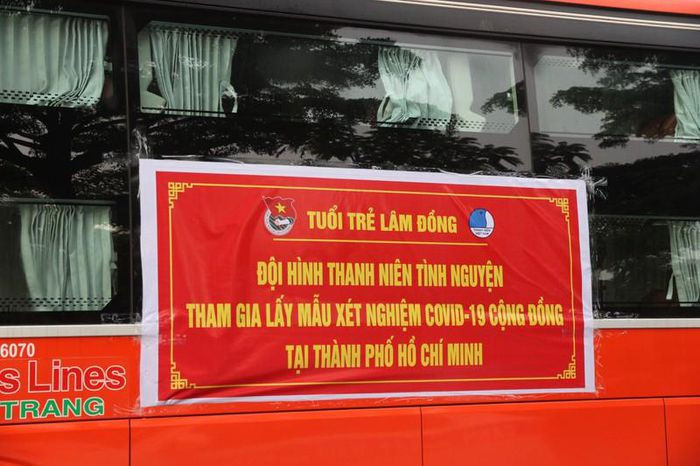 TUỔI TRẺ LÂM ĐỒNG
ĐỘI HÌNH THANH NIÊN TÌNH NGUYỆN
THAM GIA LẤY MẪU XÉT NGHIỆM COVID-19 CỘNG ĐỒNG
TẠI THÀNH PHỐ HỒ CHÍ MINH
6070
s Lines
TRANG